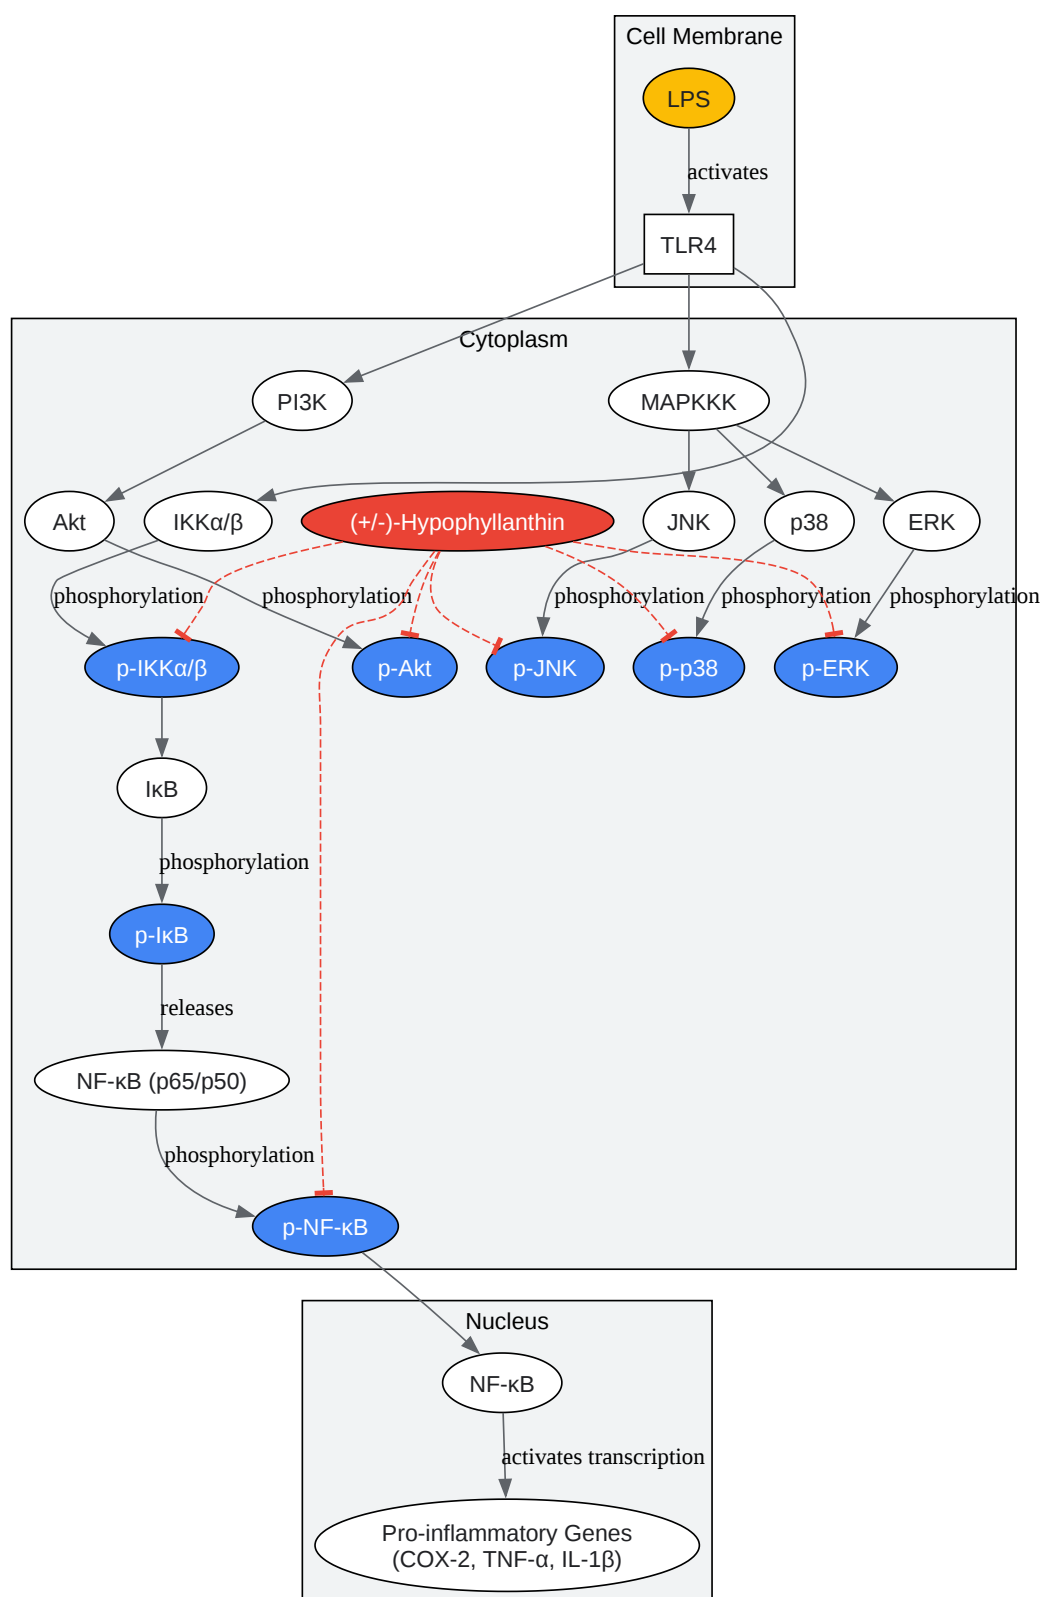 Cell Membrane
LPS
activates
TLR4
Cytoplasm
PI3K
MAPKKK
Akt
IKKα/β
(+/-)-Hypophyllanthin
JNK
p38
ERK
phosphorylation
phosphorylation
phosphorylation
phosphorylation
phosphorylation
p-IKKα/β
p-Akt
p-JNK
p-p38
p-ERK
IκB
phosphorylation
p-IκB
releases
NF-κB (p65/p50)
phosphorylation
p-NF-κB
Nucleus
NF-κB
activates transcription
Pro-inflammatory Genes
(COX-2, TNF-α, IL-1β)